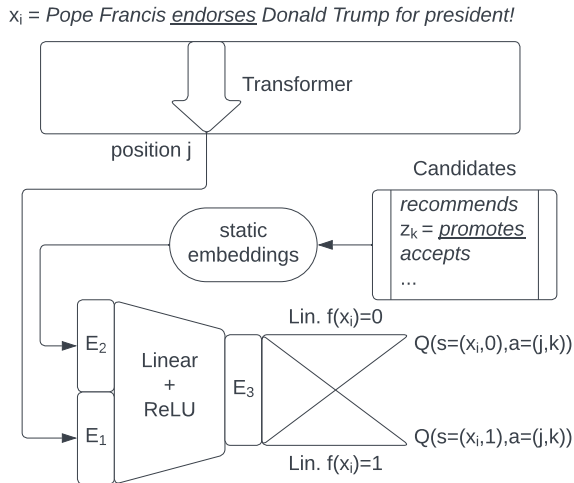 xᵢ = Pope Francis endorses Donald Trump for president!
Transformer
position j
Candidates
recommends
zₖ = promotes
accepts
...
static
embeddings
Lin. f(xᵢ)=0
E₂
Linear
+
ReLU
E₃
E₁
Q(s=(xᵢ,0),a=(j,k))
Q(s=(xᵢ,1),a=(j,k))
Lin. f(xᵢ)=1